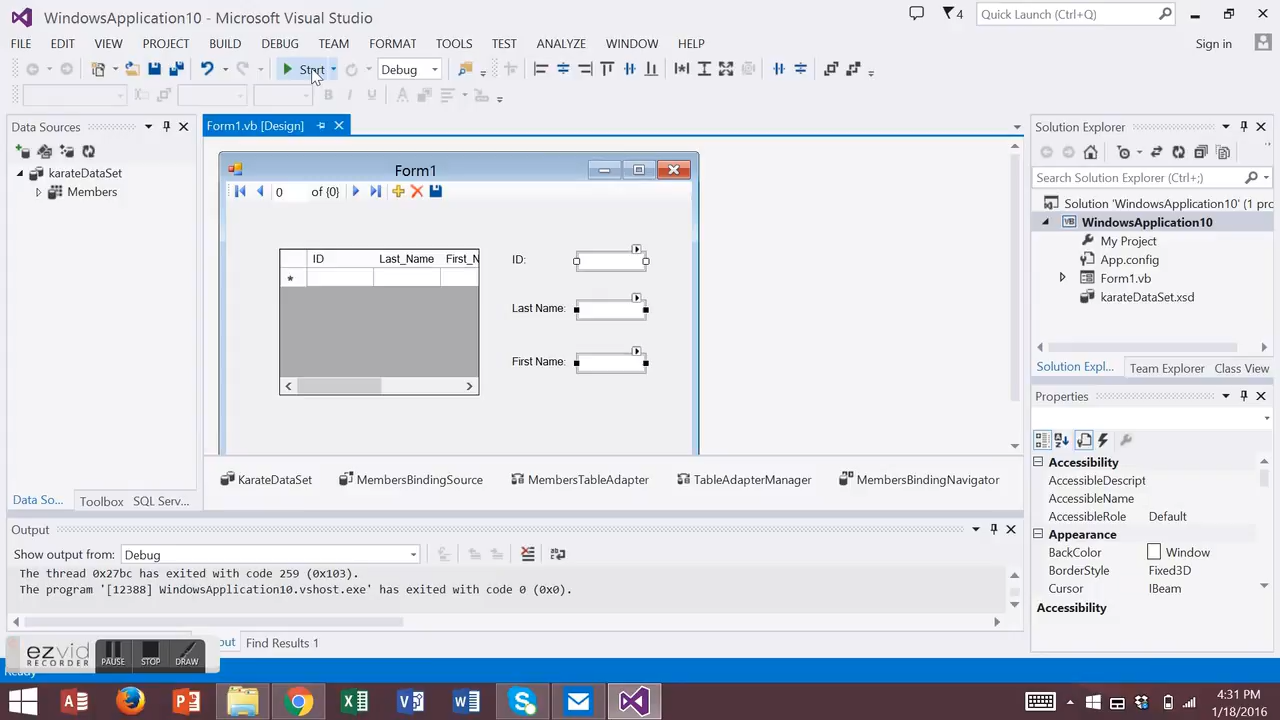 WindowsApplication10 - Microsoft Visual Studio
4
Quick Launch (Ctrl+Q)
FILE EDIT VIEW PROJECT BUILD DEBUG TEAM FORMAT TOOLS TEST ANALYZE WINDOW HELP
Sign in
Start
Debug
B I U A
Data Sources
karateDataSet
Members
Data So...
Toolbox
SQL Serv...
Form1.vb [Design]
Form1
0 of {0}
ID Last_Name First_N
*
ID:
Last Name:
First Name:
KarateDataSet
MembersBindingSource
MembersTableAdapter
TableAdapterManager
MembersBindingNavigator
Output
Show output from: Debug
The thread 0x27bc has exited with code 259 (0x103).
The program '[12388] WindowsApplication10.vshost.exe' has exited with code 0 (0x0).
Find Results 1
Solution Explorer
Search Solution Explorer (Ctrl+;)
Solution 'WindowsApplication10' (1 pro
WindowsApplication10
My Project
App.config
Form1.vb
karateDataSet.xsd
Solution Expl...
Team Explorer
Class View
Properties
Accessibility
AccessibleDescript
AccessibleName
AccessibleRole Default
Appearance
BackColor Window
BorderStyle Fixed3D
Cursor IBeam
Accessibility
ezvid
RECORDER
PAUSE
STOP
DRAW
4:31 PM
1/18/2016